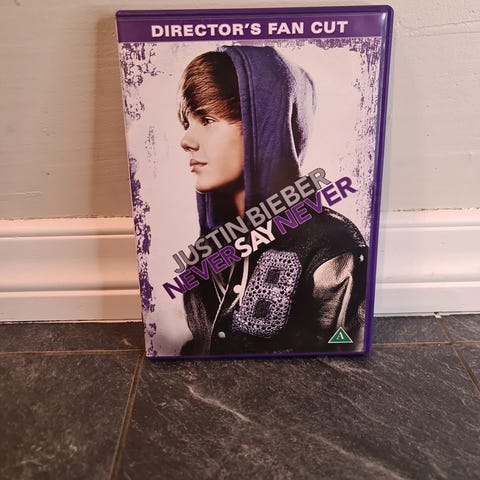 DIRECTOR'S FAN CUT
JUSTIN BIEBER
NEVER SAY NEVER
B
A